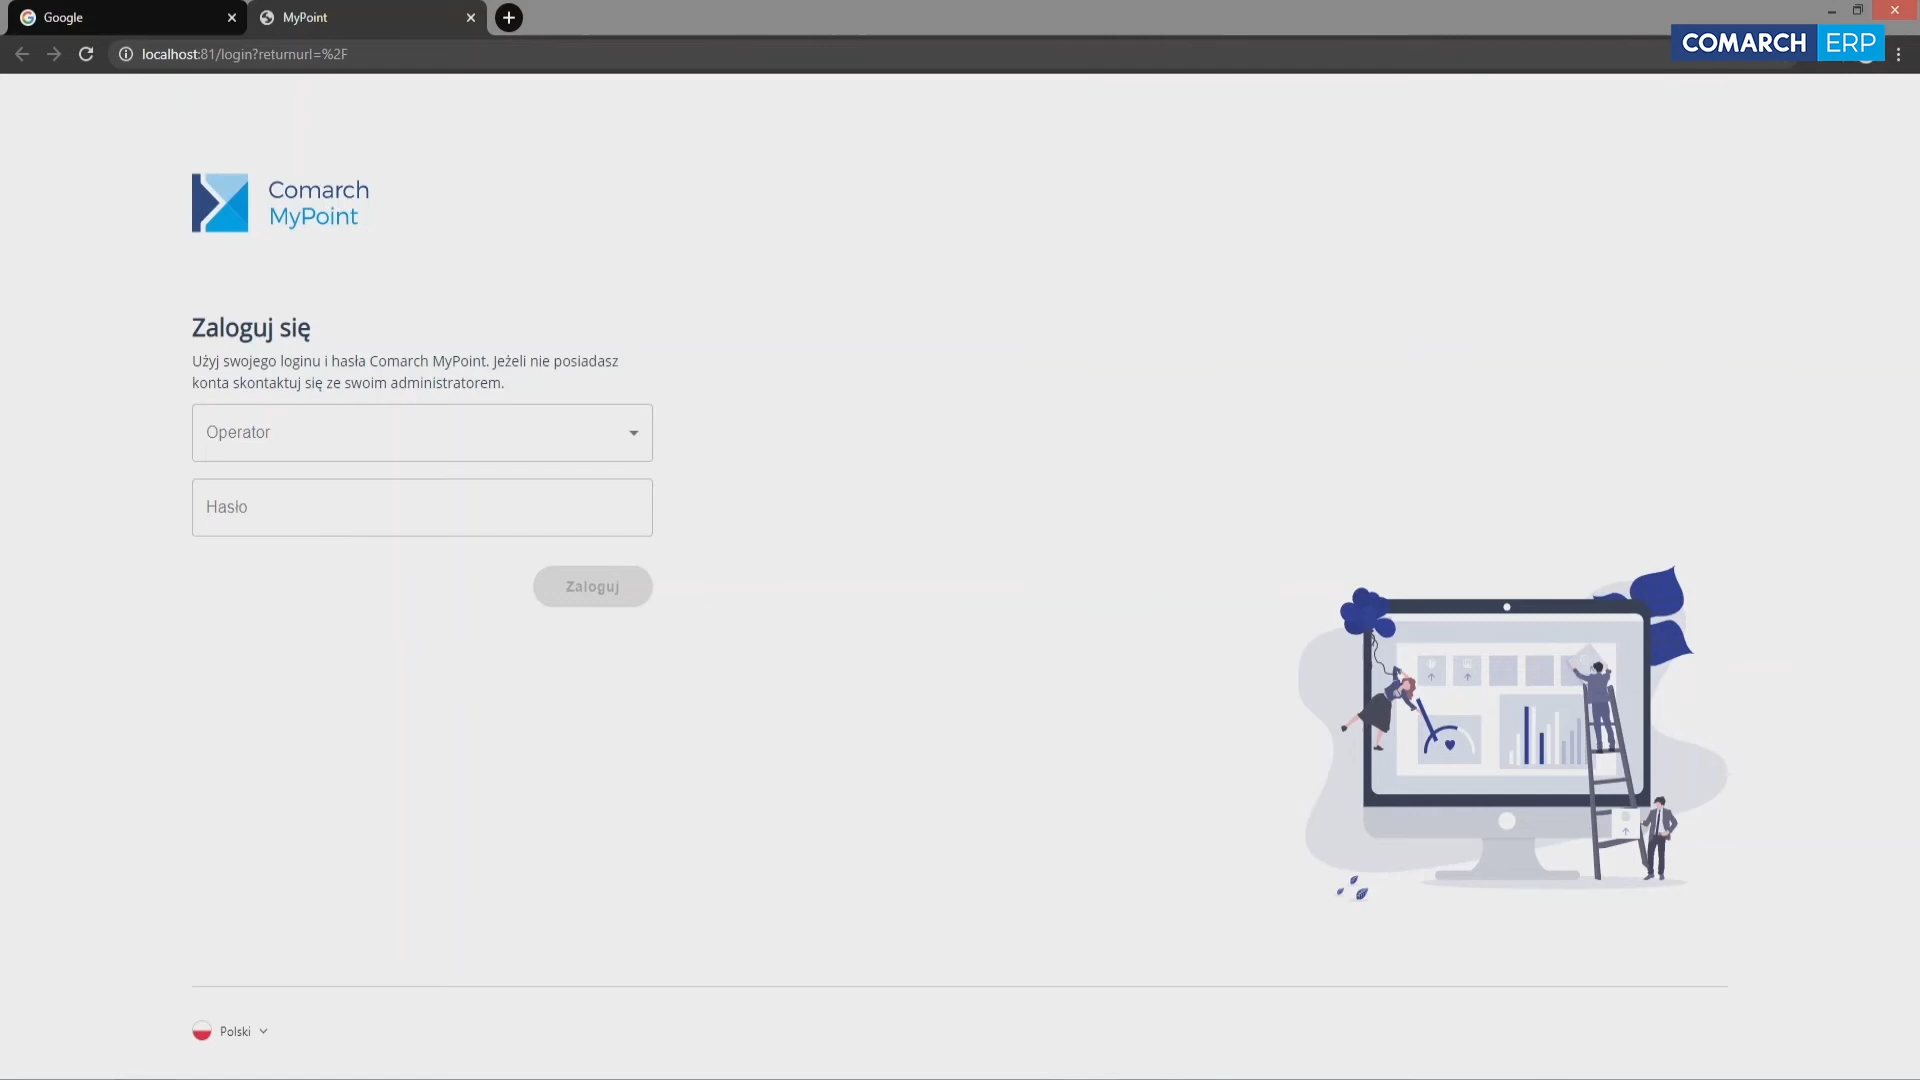 Google
MyPoint
localhost:81/login?returnurl=%2F
COMARCH ERP
Comarch
MyPoint
Zaloguj się
Użyj swojego loginu i hasła Comarch MyPoint. Jeżeli nie posiadasz
konta skontaktuj się ze swoim administratorem.
Operator
Hasło
Zaloguj
Polski